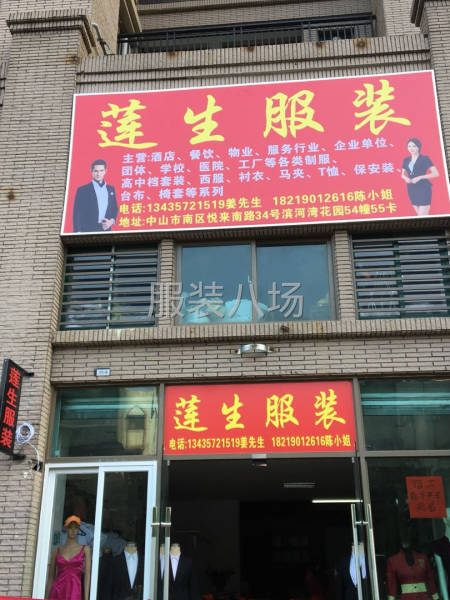 莲生服装
主营:酒店、餐饮、物业、服务行业、企业单位、
团体、学校、医院、工厂等各类制服、
高中档套装、西服、衬衣、马夹、T恤、保安装
台布、椅套等系列
电话:13435721519姜先生 18219012616陈小姐
地址:中山市南区悦来南路34号滨河湾花园54幢55卡
服装八场
莲生服装
电话:13435721519姜先生 18219012616陈小姐
莲生服装
招工